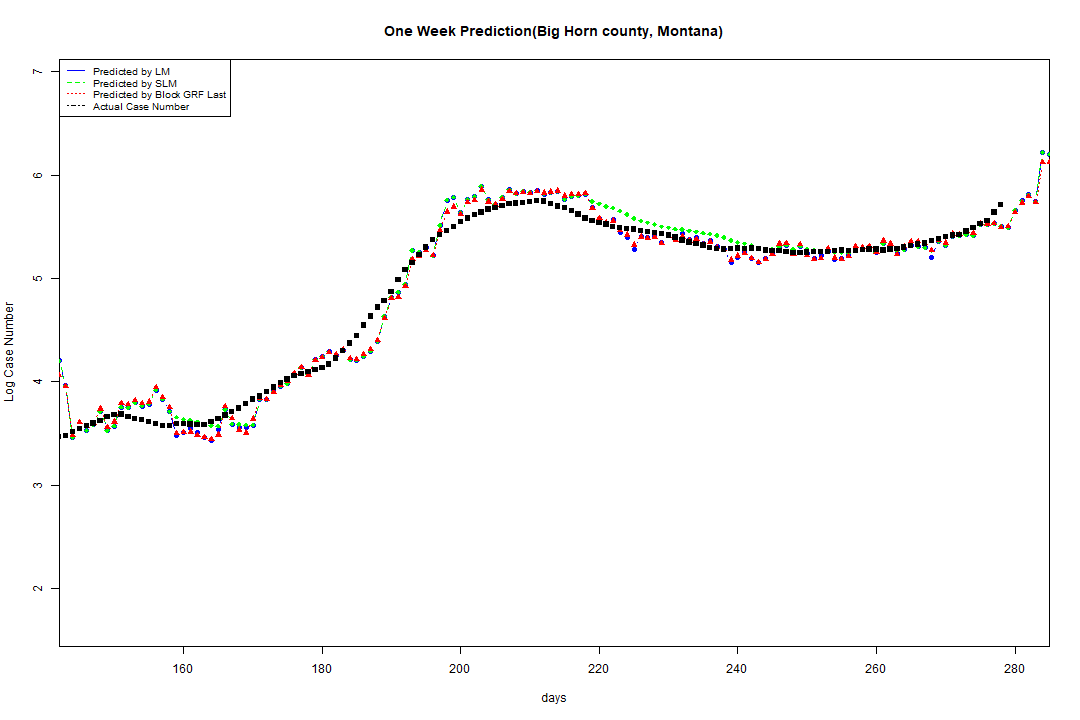 One Week Prediction(Big Horn county, Montana)
Predicted by LM
Predicted by SLM
Predicted by Block GRF Last
Actual Case Number
7
6
5
4
3
2
Log Case Number
160 180 200 220 240 260 280
days